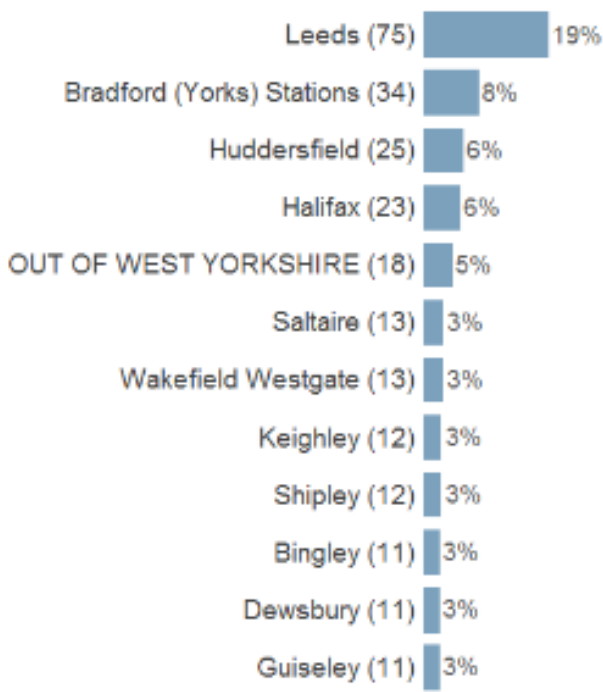 Leeds (75) 19%
Bradford (Yorks) Stations (34) 8%
Huddersfield (25) 6%
Halifax (23) 6%
OUT OF WEST YORKSHIRE (18) 5%
Saltaire (13) 3%
Wakefield Westgate (13) 3%
Keighley (12) 3%
Shipley (12) 3%
Bingley (11) 3%
Dewsbury (11) 3%
Guiseley (11) 3%